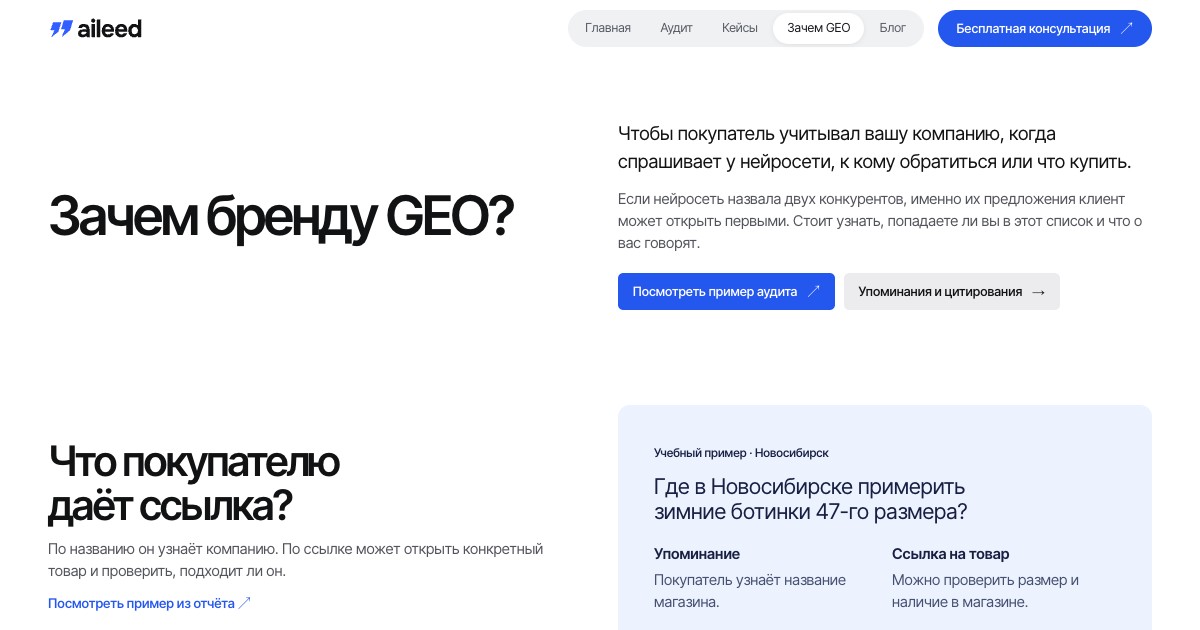 aileed
Главная
Аудит
Кейсы
Зачем GEO
Блог
Бесплатная консультация ↗
Зачем бренду GEO?
Чтобы покупатель учитывал вашу компанию, когда
спрашивает у нейросети, к кому обратиться или что купить.
Если нейросеть назвала двух конкурентов, именно их предложения клиент
может открыть первыми. Стоит узнать, попадаете ли вы в этот список и что о
вас говорят.
Посмотреть пример аудита ↗
Упоминания и цитирования →
Что покупателю
даёт ссылка?
По названию он узнаёт компанию. По ссылке может открыть конкретный
товар и проверить, подходит ли он.
Посмотреть пример из отчёта ↗
Учебный пример · Новосибирск
Где в Новосибирске примерить
зимние ботинки 47-го размера?
Упоминание
Покупатель узнаёт название
магазина.
Ссылка на товар
Можно проверить размер и
наличие в магазине.